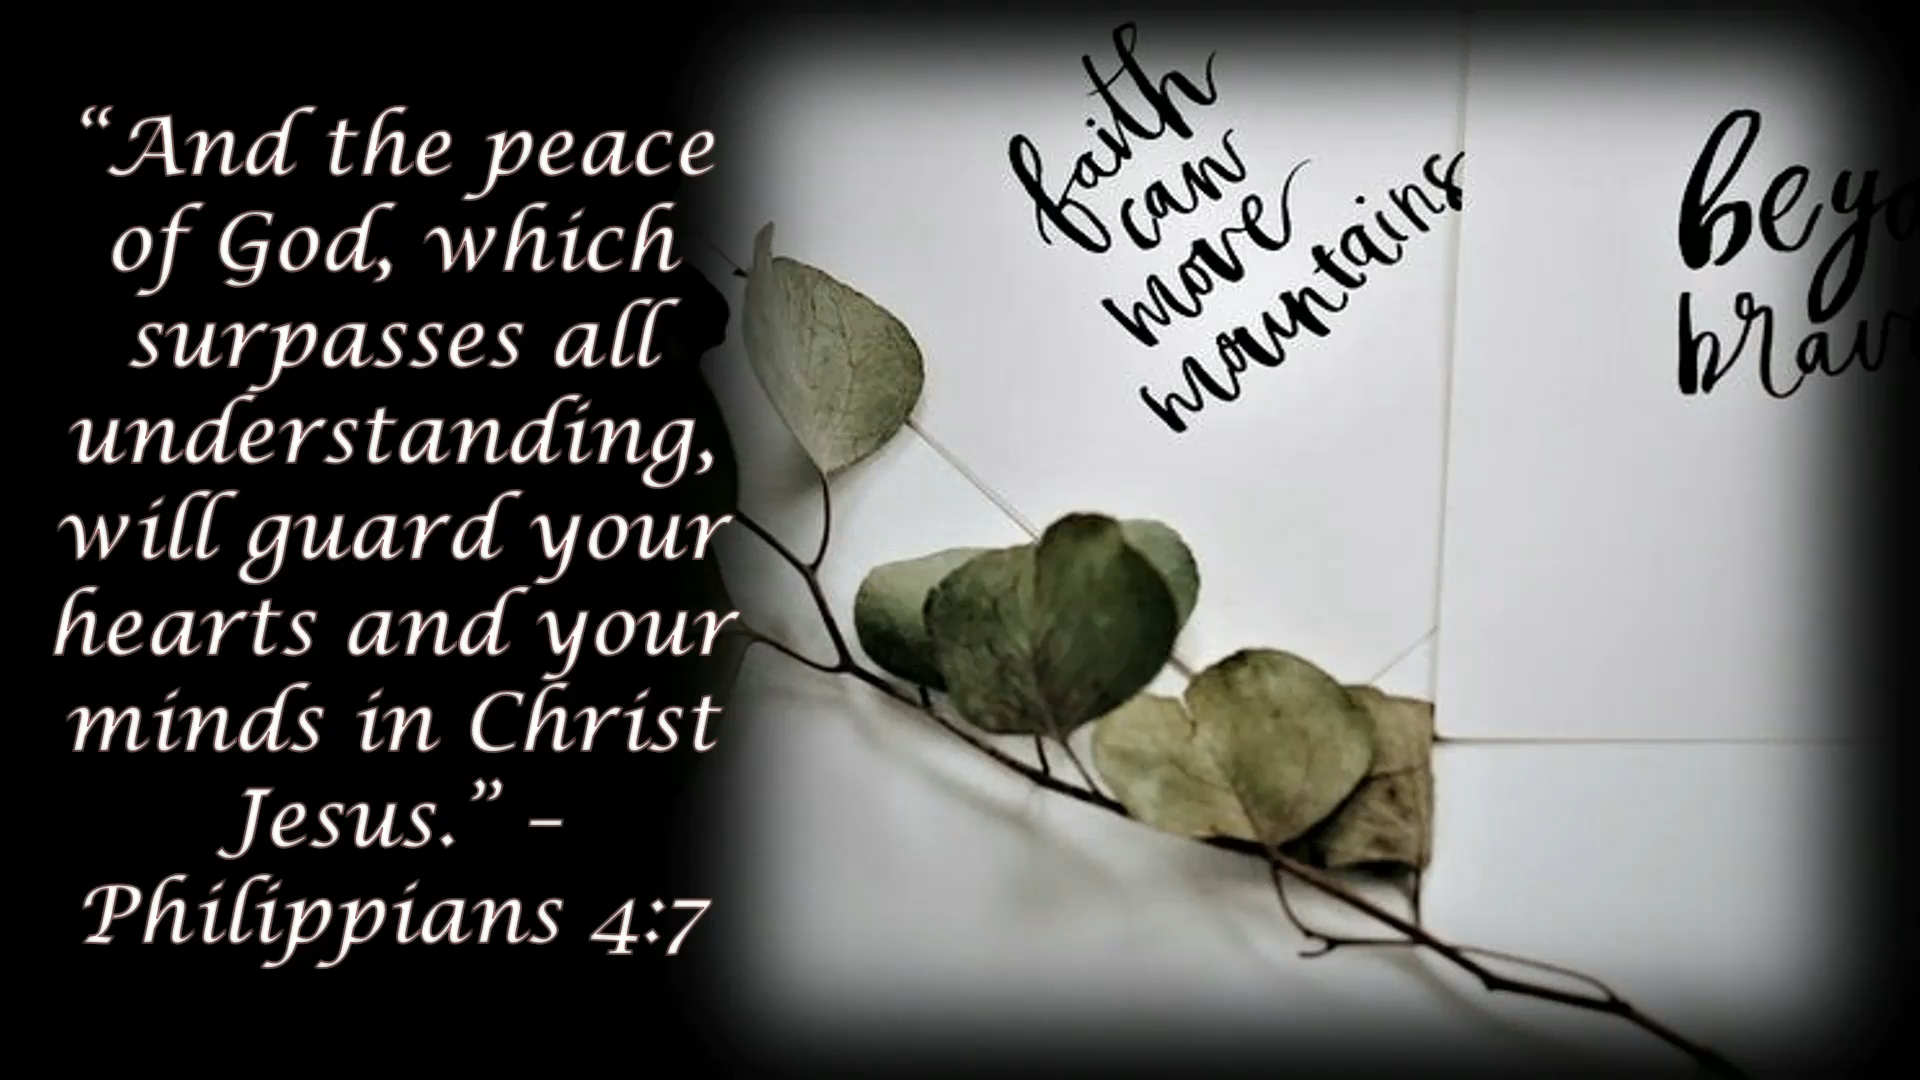 “And the peace
of God, which
surpasses all
understanding,
will guard your
hearts and your
minds in Christ
Jesus.” –
Philippians 4:7
faith
can
move
mountains